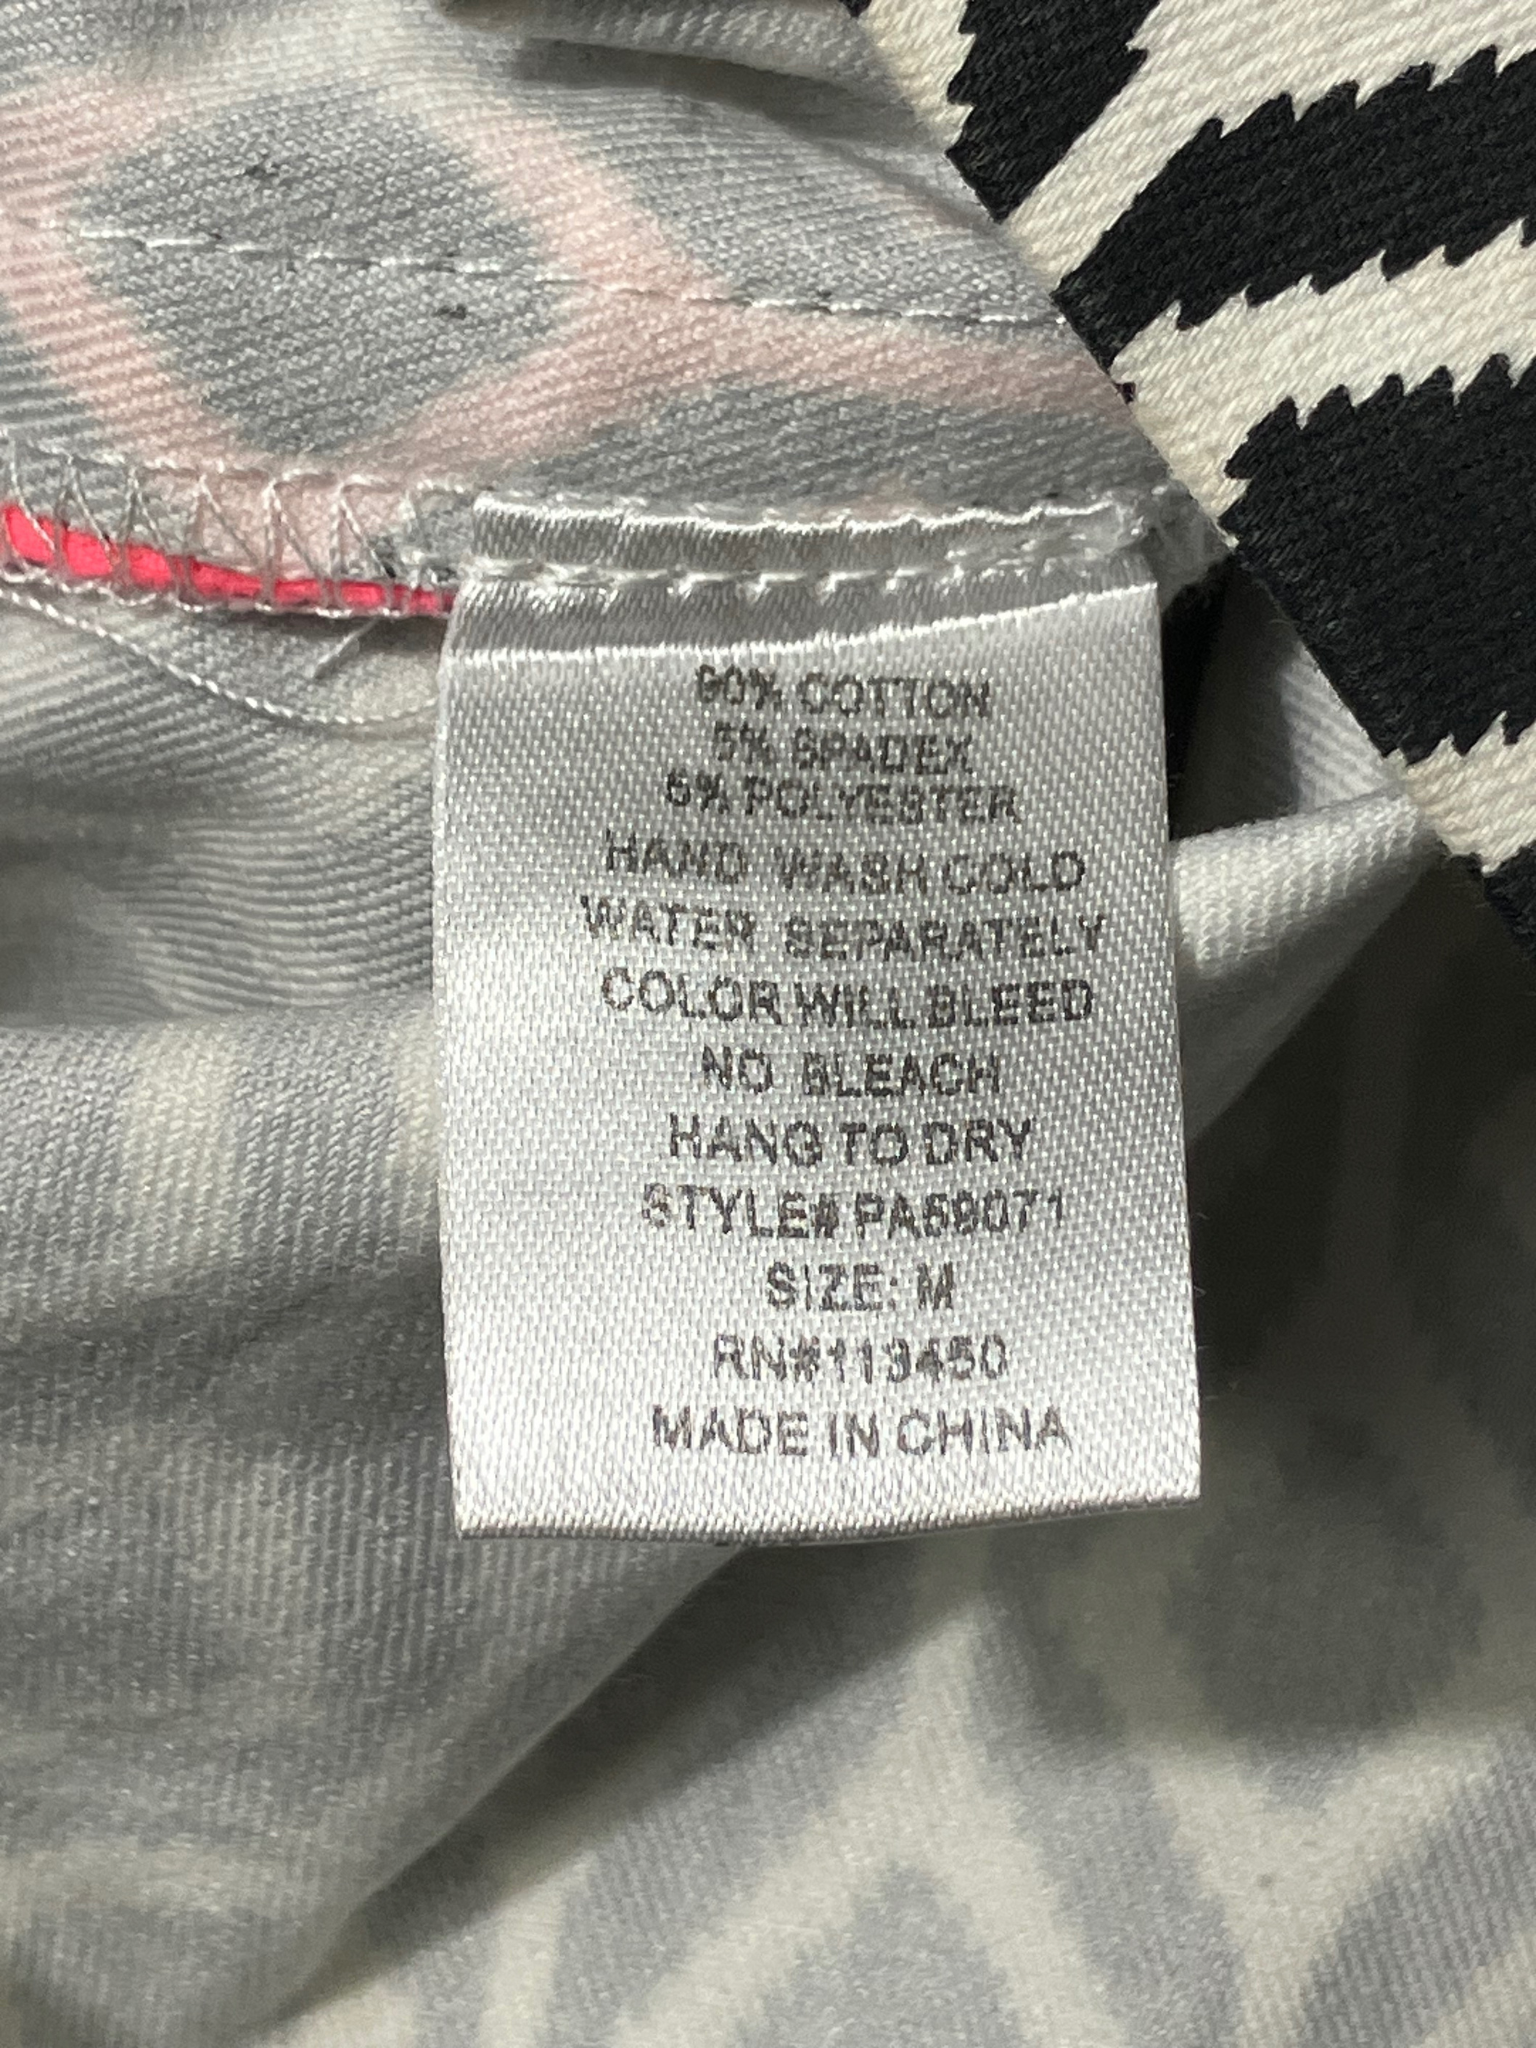 90% COTTON
5% SPADEX
5% POLYESTER
HAND WASH COLD
WATER SEPARATELY
COLOR WILL BLEED
NO BLEACH
HANG TO DRY
STYLE# PA59071
SIZE: M
RN#113450
MADE IN CHINA